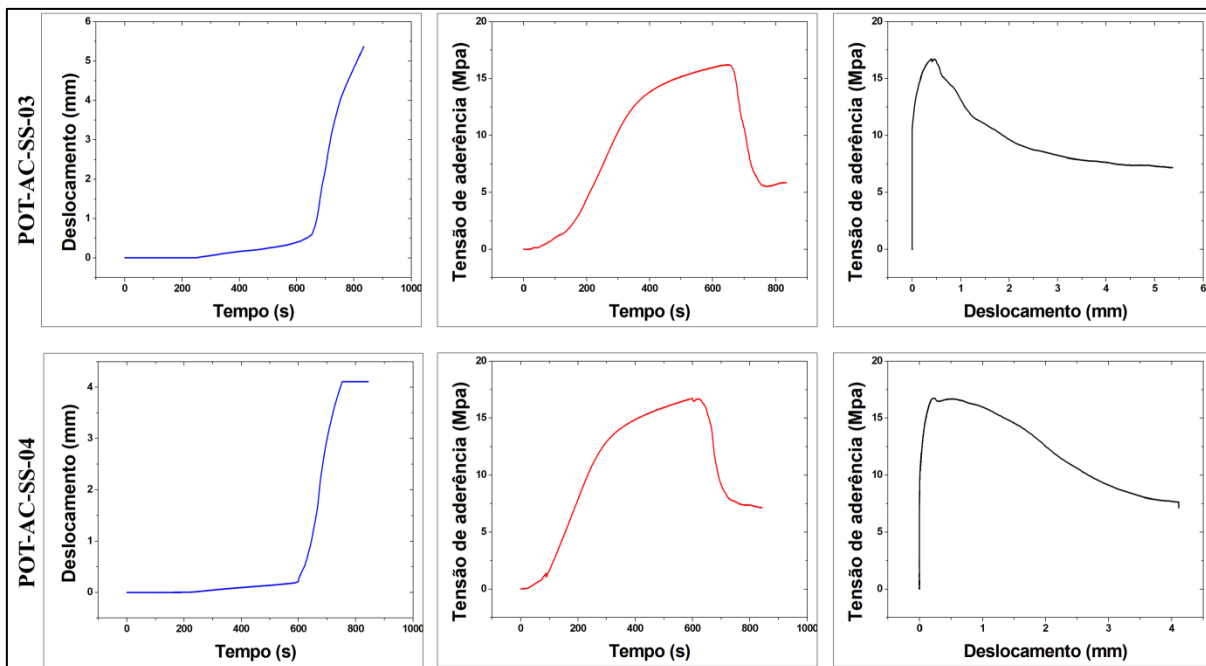 POT-AC-SS-03
Deslocamento (mm)
6
5
4
3
2
1
0
0 200 400 600 800 1000
Tempo (s)
Tensão de aderência (Mpa)
20
15
10
5
0
0 200 400 600 800 1000
Tempo (s)
Tensão de aderência (Mpa)
20
15
10
5
0
0 1 2 3 4 5 6
Deslocamento (mm)
POT-AC-SS-04
Deslocamento (mm)
4
3
2
1
0
0 200 400 600 800 1000
Tempo (s)
Tensão de aderência (Mpa)
20
15
10
5
0
0 200 400 600 800 1000
Tempo (s)
Tensão de aderência (Mpa)
20
15
10
5
0
0 1 2 3 4
Deslocamento (mm)